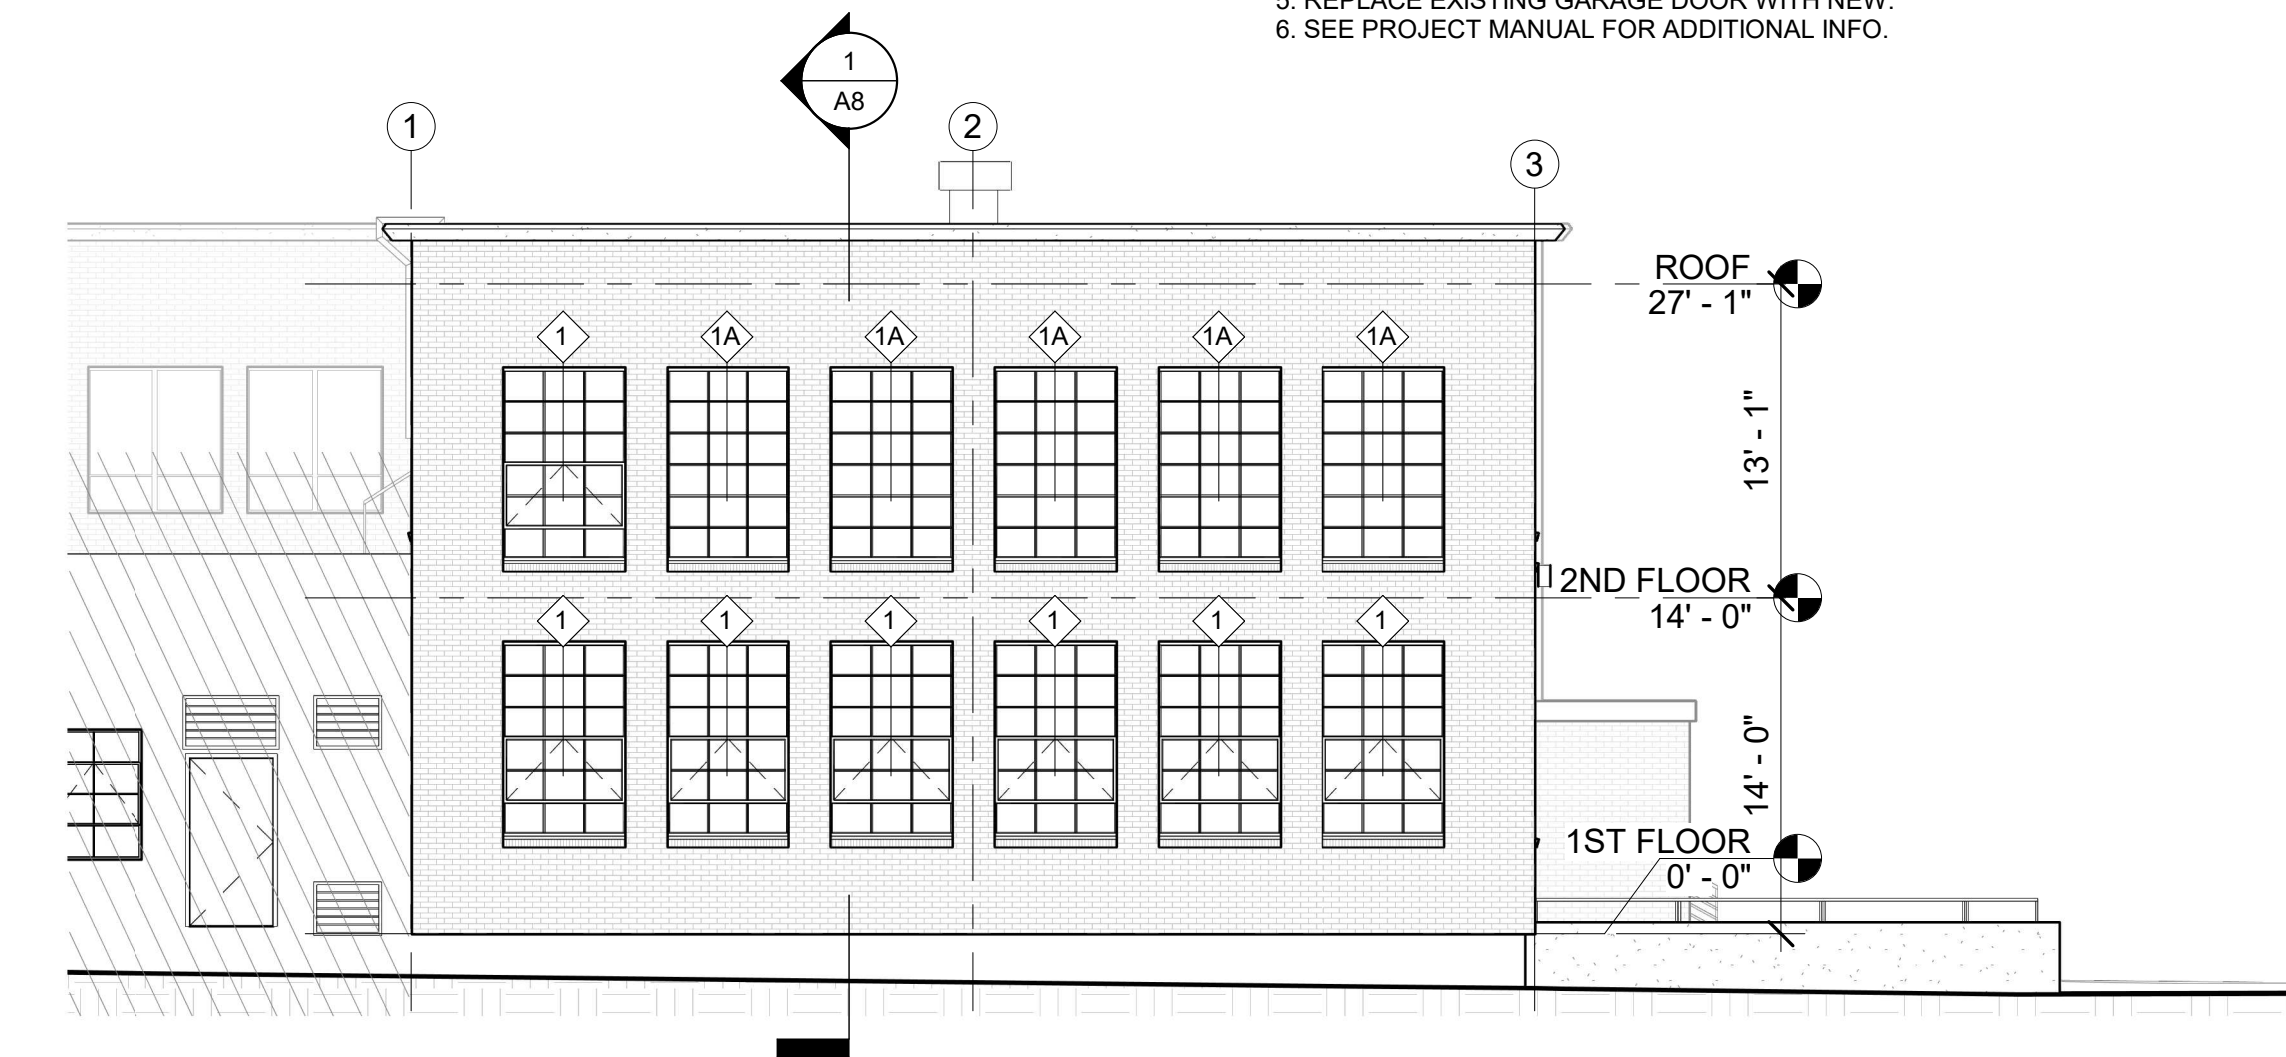 5. REPLACE EXISTING GARAGE DOOR WITH NEW.
6. SEE PROJECT MANUAL FOR ADDITIONAL INFO.
1
A8
1
2
3
ROOF
27' - 1"
1
1A
1A
1A
1A
1A
13' - 1"
2ND FLOOR
14' - 0"
1
1
1
1
1
1
14' - 0"
1ST FLOOR
0' - 0"